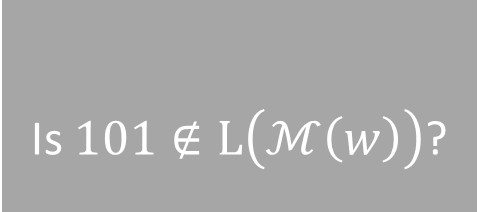 Is 101 ∉ L(ℳ(𝑤))?